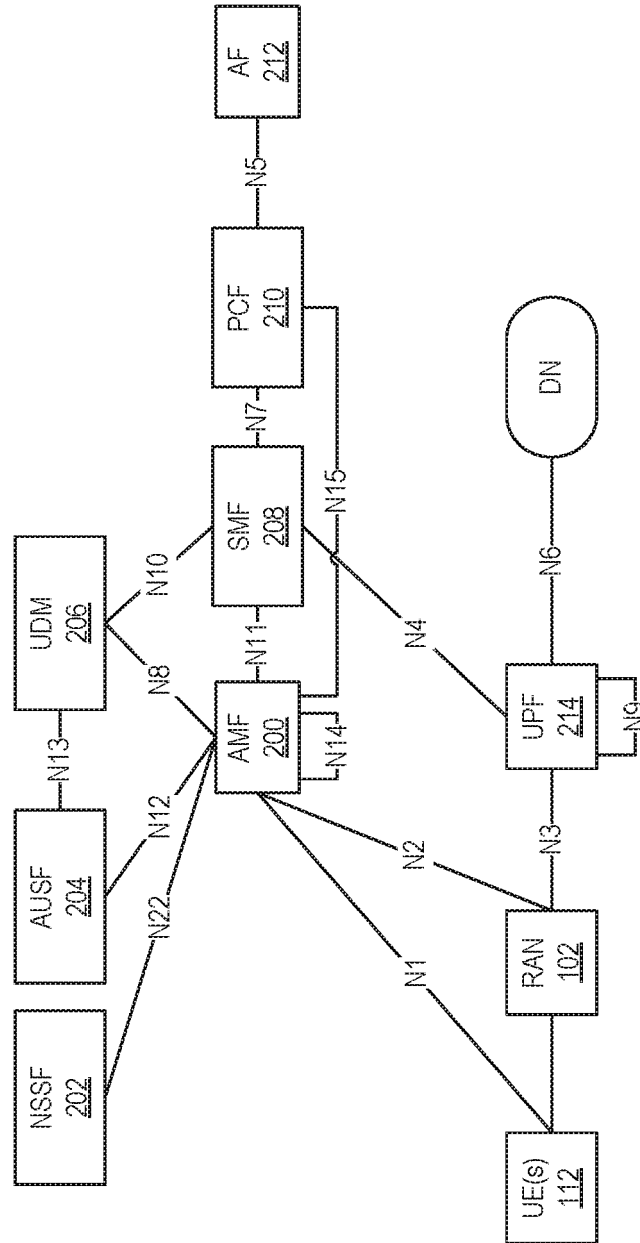 NSSF
202
AUSF
204
N13
UDM
206
N22
N12
N8
N10
AMF
200
N11
SMF
208
N7
PCF
210
N5
AF
212
N14
N15
N1
N2
N4
UE(s)
112
RAN
102
N3
UPF
214
N6
DN
N9